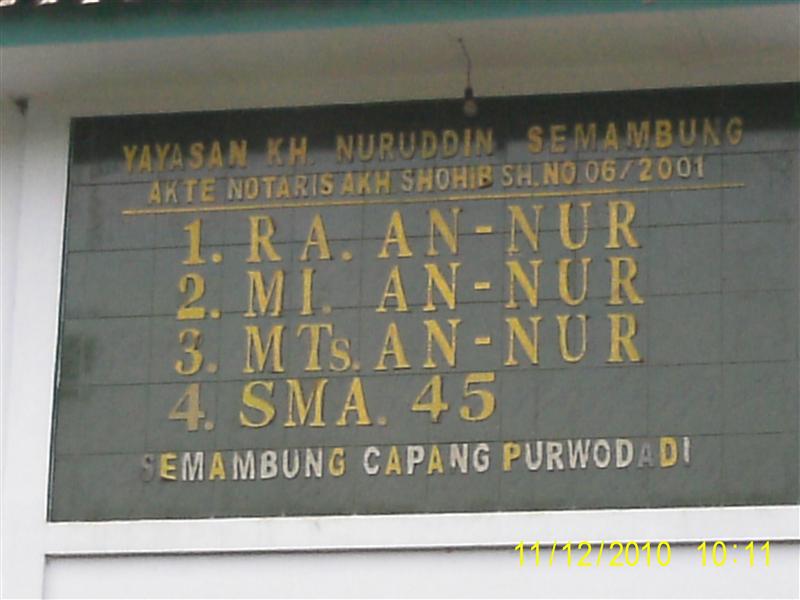 YAYASAN KH. NURUDDIN SEMAMBUNG
AKTE NOTARIS AKH SHOHIB SH.NO.06/2001
1. RA. AN-NUR
2. MI. AN-NUR
3. MTs. AN-NUR
4. SMA. 45
SEMAMBUNG CAPANG PURWODADI
11/12/2010 10:11